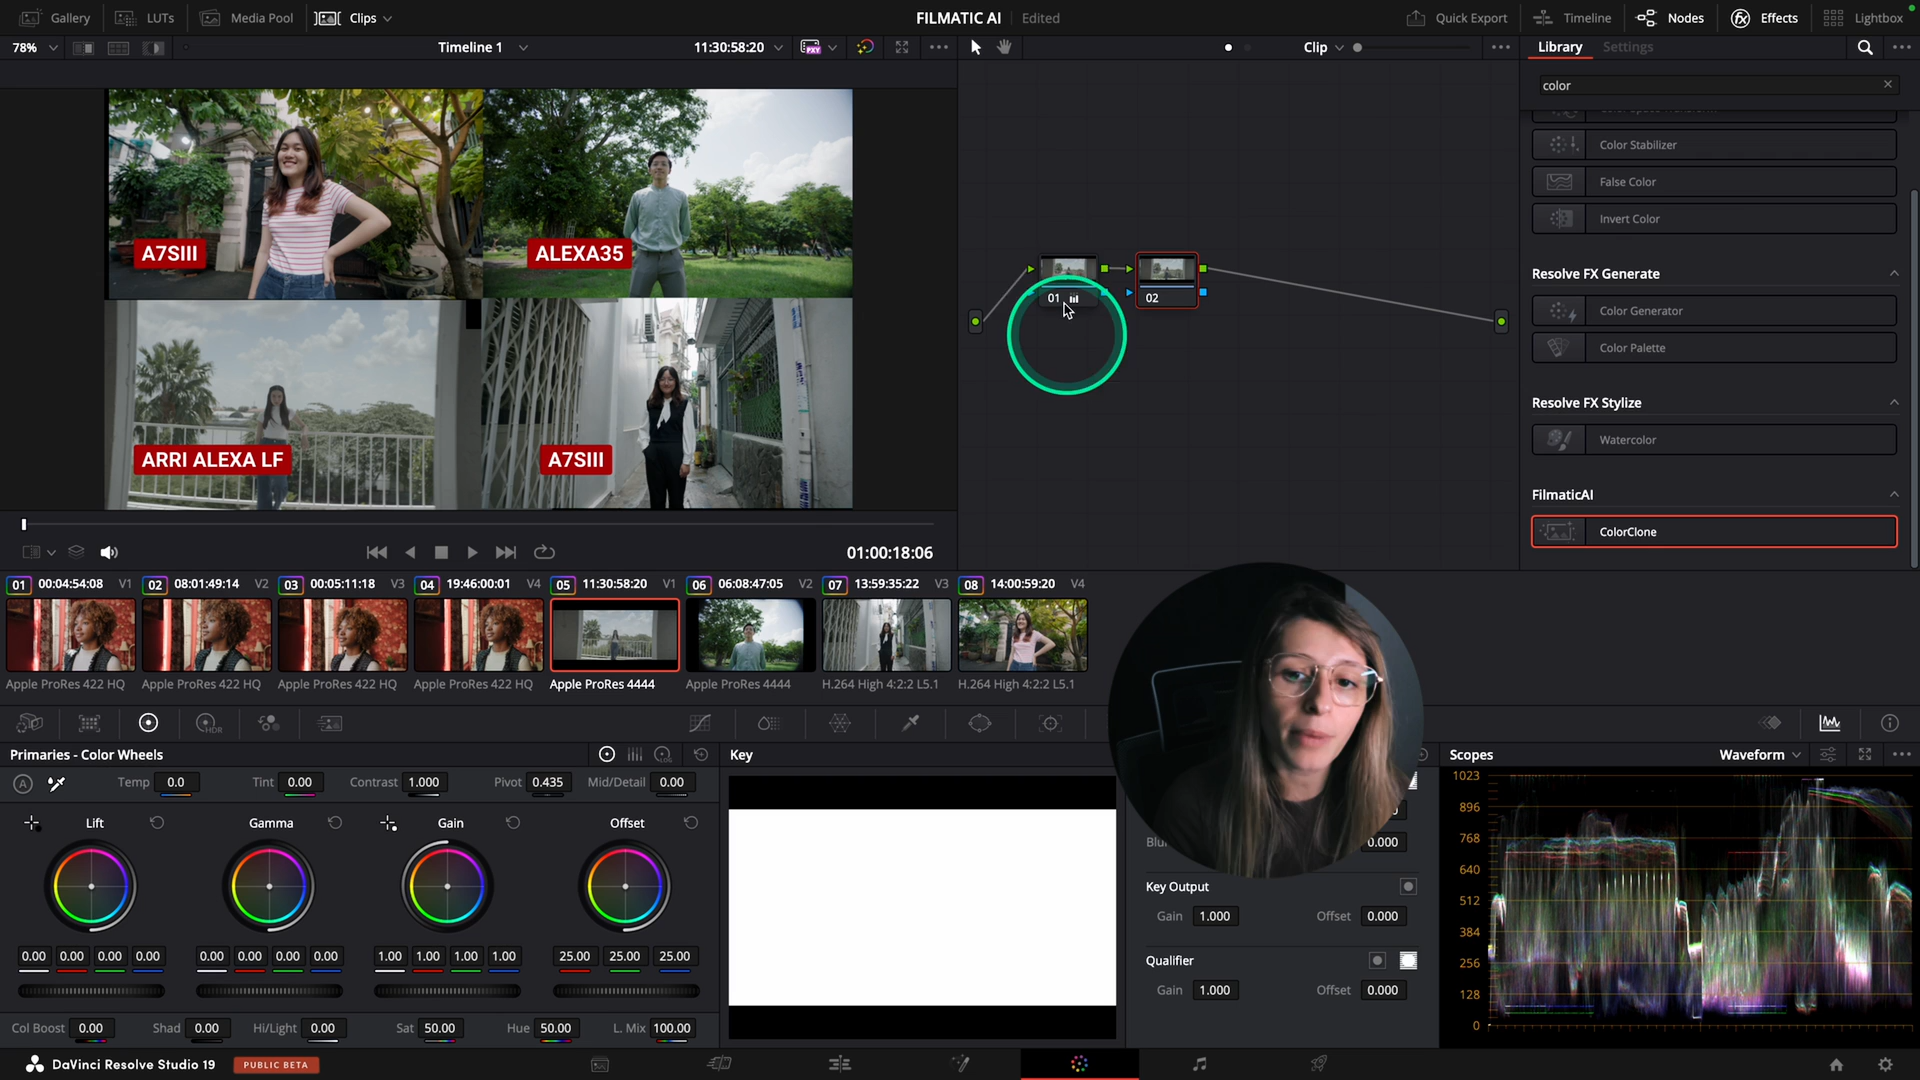 Gallery LUTs Media Pool Clips FILMATIC AI Edited Quick Export Timeline Nodes Effects Lightbox
78% Timeline 1 11:30:58:20 PXY Clip Library Settings
color
Color Stabilizer
False Color
Invert Color
Resolve FX Generate
Color Generator
Color Palette
Resolve FX Stylize
Watercolor
FilmaticAI
ColorClone
A7SIII
ALEXA35
ARRI ALEXA LF
A7SIII
01
02
01:00:18:06
01 00:04:54:08 V1 02 08:01:49:14 V2 03 00:05:11:18 V3 04 19:46:00:01 V4 05 11:30:58:20 V1 06 06:08:47:05 V2 07 13:59:35:22 V3 08 14:00:59:20 V4
Apple ProRes 422 HQ Apple ProRes 422 HQ Apple ProRes 422 HQ Apple ProRes 422 HQ Apple ProRes 4444 Apple ProRes 4444 H.264 High 4:2:2 L5.1 H.264 High 4:2:2 L5.1
HDR
Primaries - Color Wheels LOG
A Temp 0.0 Tint 0.00 Contrast 1.000 Pivot 0.435 Mid/Detail 0.00
Lift Gamma Gain Offset
0.00 0.00 0.00 0.00 0.00 0.00 0.00 0.00 1.00 1.00 1.00 1.00 25.00 25.00 25.00
Col Boost 0.00 Shad 0.00 Hi/Light 0.00 Sat 50.00 Hue 50.00 L. Mix 100.00
Key
0.000
Key Output
Gain 1.000 Offset 0.000
Qualifier
Gain 1.000 Offset 0.000
Scopes Waveform
1023
896
768
640
512
384
256
128
0
DaVinci Resolve Studio 19 PUBLIC BETA